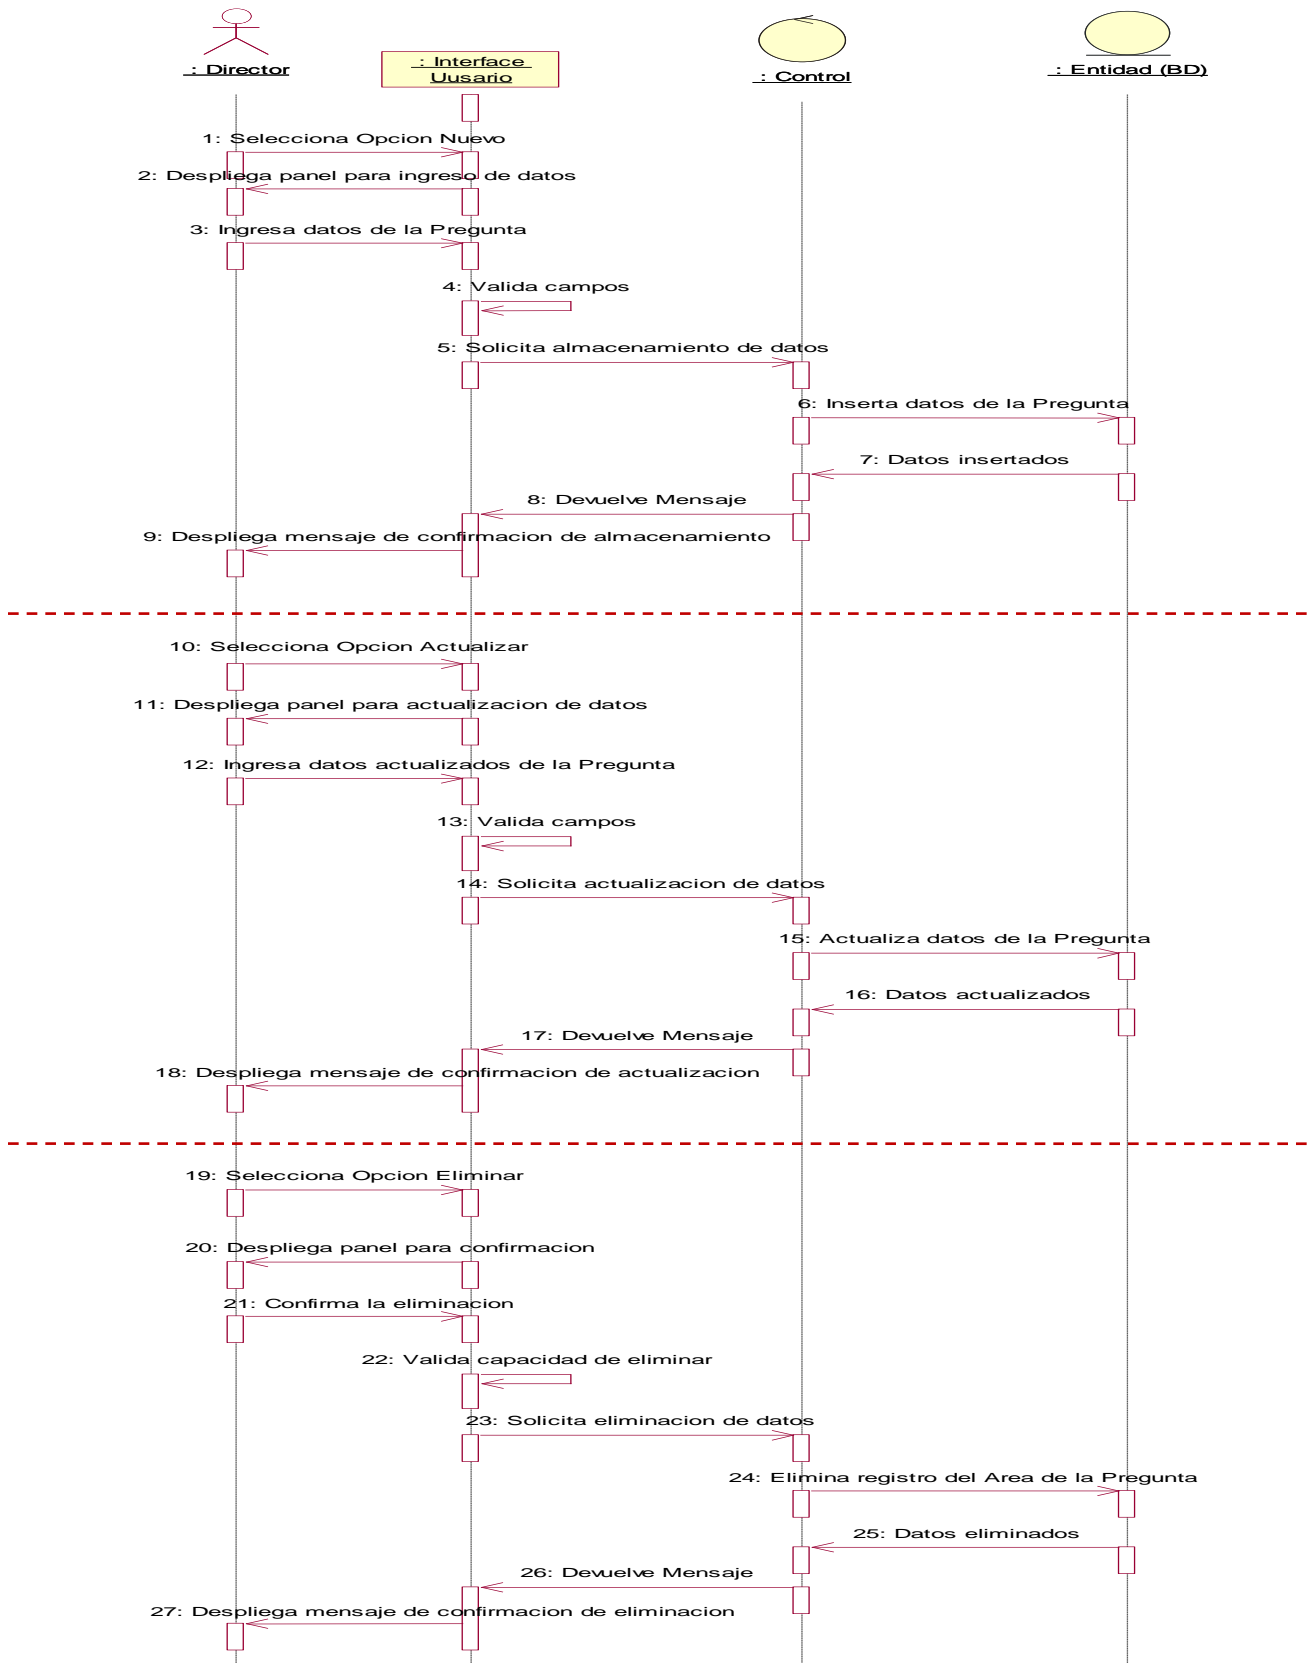 : Director
: Interface
Uusario
: Control
: Entidad (BD)
1: Selecciona Opcion Nuevo
2: Despliega panel para ingreso de datos
3: Ingresa datos de la Pregunta
4: Valida campos
5: Solicita almacenamiento de datos
6: Inserta datos de la Pregunta
7: Datos insertados
8: Devuelve Mensaje
9: Despliega mensaje de confirmacion de almacenamiento
10: Selecciona Opcion Actualizar
11: Despliega panel para actualizacion de datos
12: Ingresa datos actualizados de la Pregunta
13: Valida campos
14: Solicita actualizacion de datos
15: Actualiza datos de la Pregunta
16: Datos actualizados
17: Devuelve Mensaje
18: Despliega mensaje de confirmacion de actualizacion
19: Selecciona Opcion Eliminar
20: Despliega panel para confirmacion
21: Confirma la eliminacion
22: Valida capacidad de eliminar
23: Solicita eliminacion de datos
24: Elimina registro del Area de la Pregunta
25: Datos eliminados
26: Devuelve Mensaje
27: Despliega mensaje de confirmacion de eliminacion